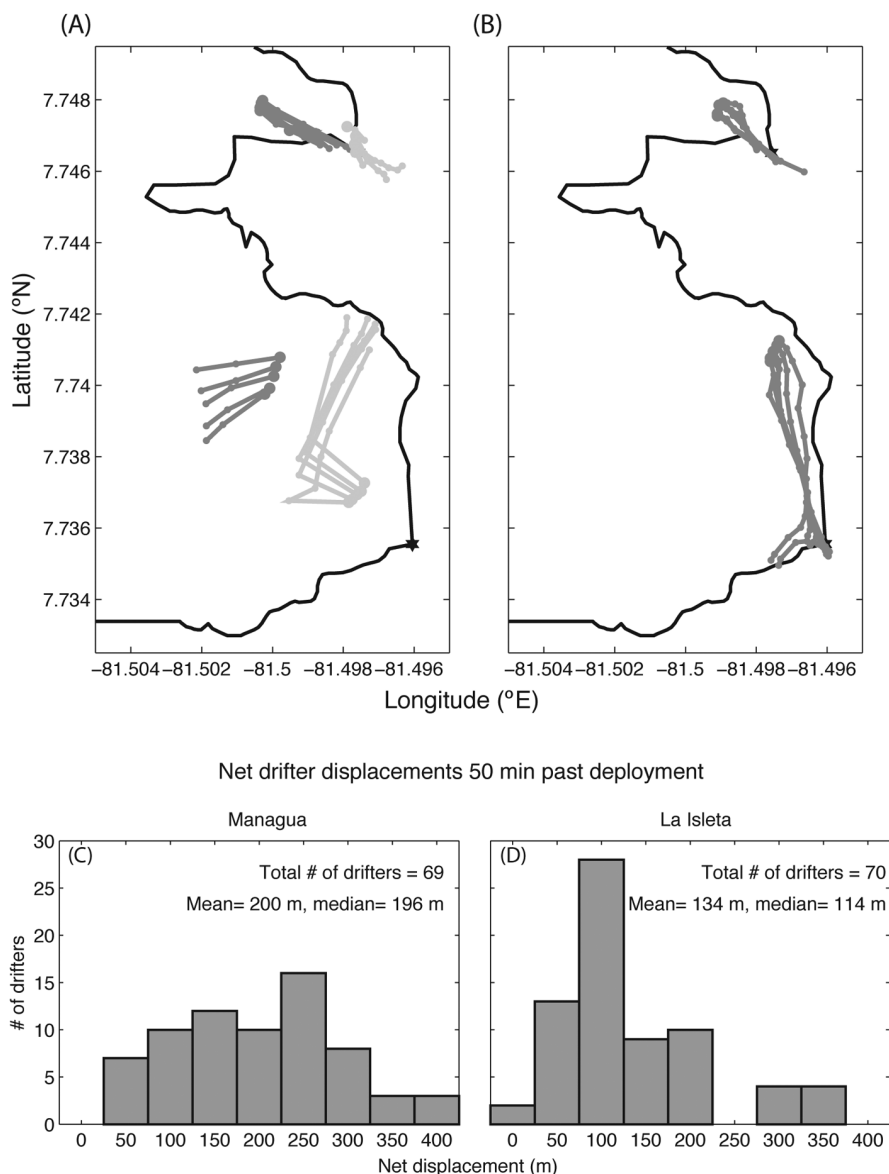 (A) (B)
7.748
7.746
7.744
7.742
7.74
7.738
7.736
7.734
Latitude (ºN)
−81.504 −81.502 −81.5 −81.498 −81.496 −81.504 −81.502 −81.5 −81.498 −81.496
Longitude (ºE)
Net drifter displacements 50 min past deployment
Managua La Isleta
30
25
20
15
10
5
0
# of drifters
(C) Total # of drifters = 69
Mean= 200 m, median= 196 m
(D) Total # of drifters = 70
Mean= 134 m, median= 114 m
0 50 100 150 200 250 300 350 400 0 50 100 150 200 250 300 350 400
Net displacement (m)